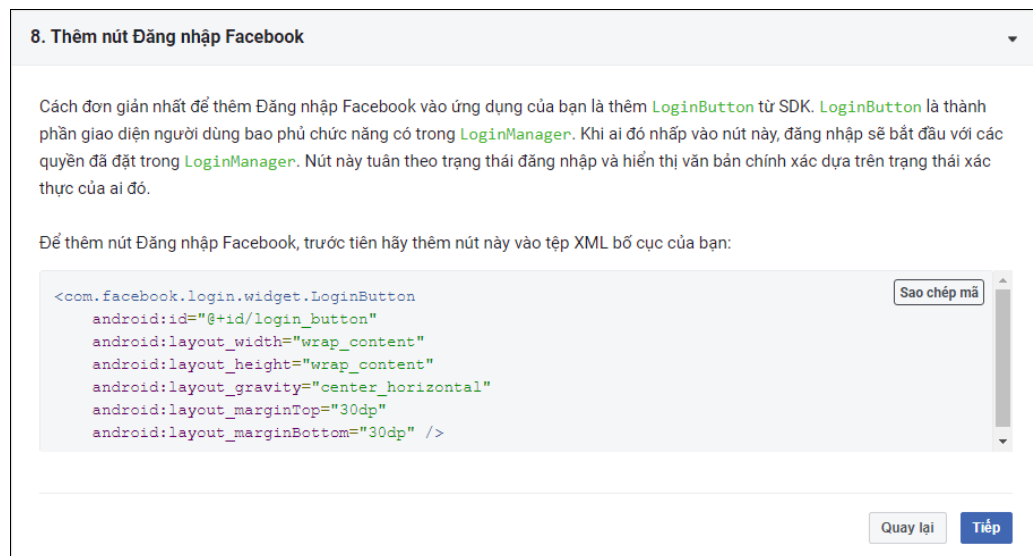 8. Thêm nút Đăng nhập Facebook
Cách đơn giản nhất để thêm Đăng nhập Facebook vào ứng dụng của bạn là thêm LoginButton từ SDK. LoginButton là thành
phần giao diện người dùng bao phủ chức năng có trong LoginManager. Khi ai đó nhấp vào nút này, đăng nhập sẽ bắt đầu với các
quyền đã đặt trong LoginManager. Nút này tuân theo trạng thái đăng nhập và hiển thị văn bản chính xác dựa trên trạng thái xác
thực của ai đó.
Để thêm nút Đăng nhập Facebook, trước tiên hãy thêm nút này vào tệp XML bố cục của bạn:
Sao chép mã
<com.facebook.login.widget.LoginButton
android:id="@+id/login_button"
android:layout_width="wrap_content"
android:layout_height="wrap_content"
android:layout_gravity="center_horizontal"
android:layout_marginTop="30dp"
android:layout_marginBottom="30dp" />
Quay lại
Tiếp